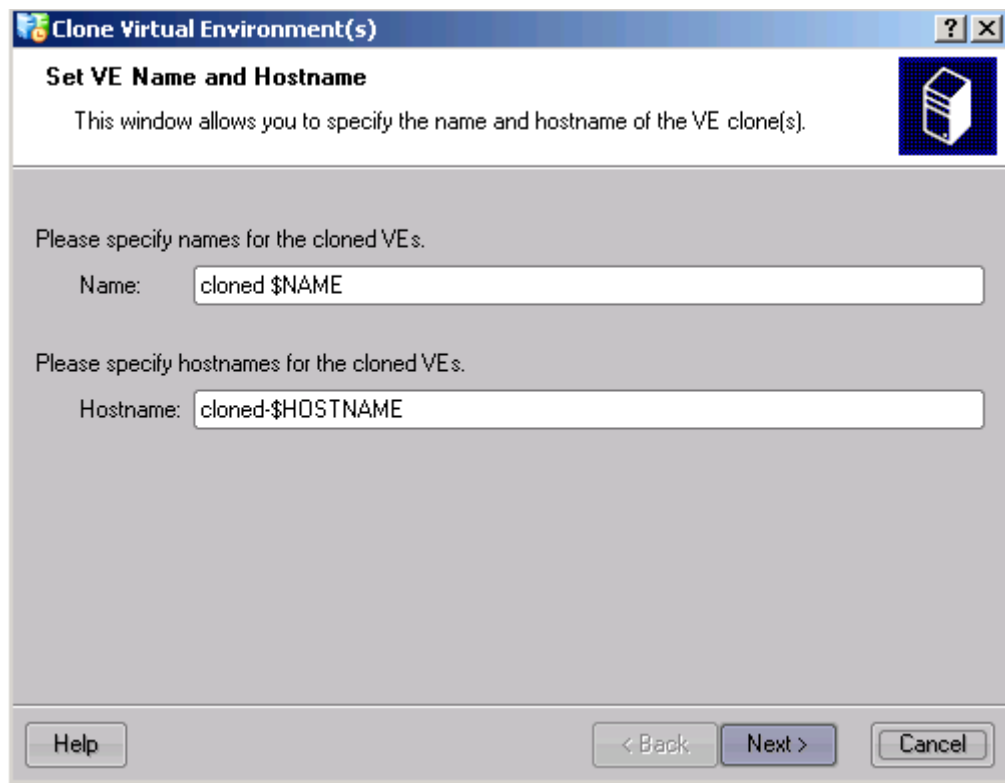 Clone Virtual Environment(s)
Set VE Name and Hostname
This window allows you to specify the name and hostname of the VE clone(s).
Please specify names for the cloned VEs.
Name: cloned $NAME
Please specify hostnames for the cloned VEs.
Hostname: cloned-$HOSTNAME
Help < Back Next > Cancel